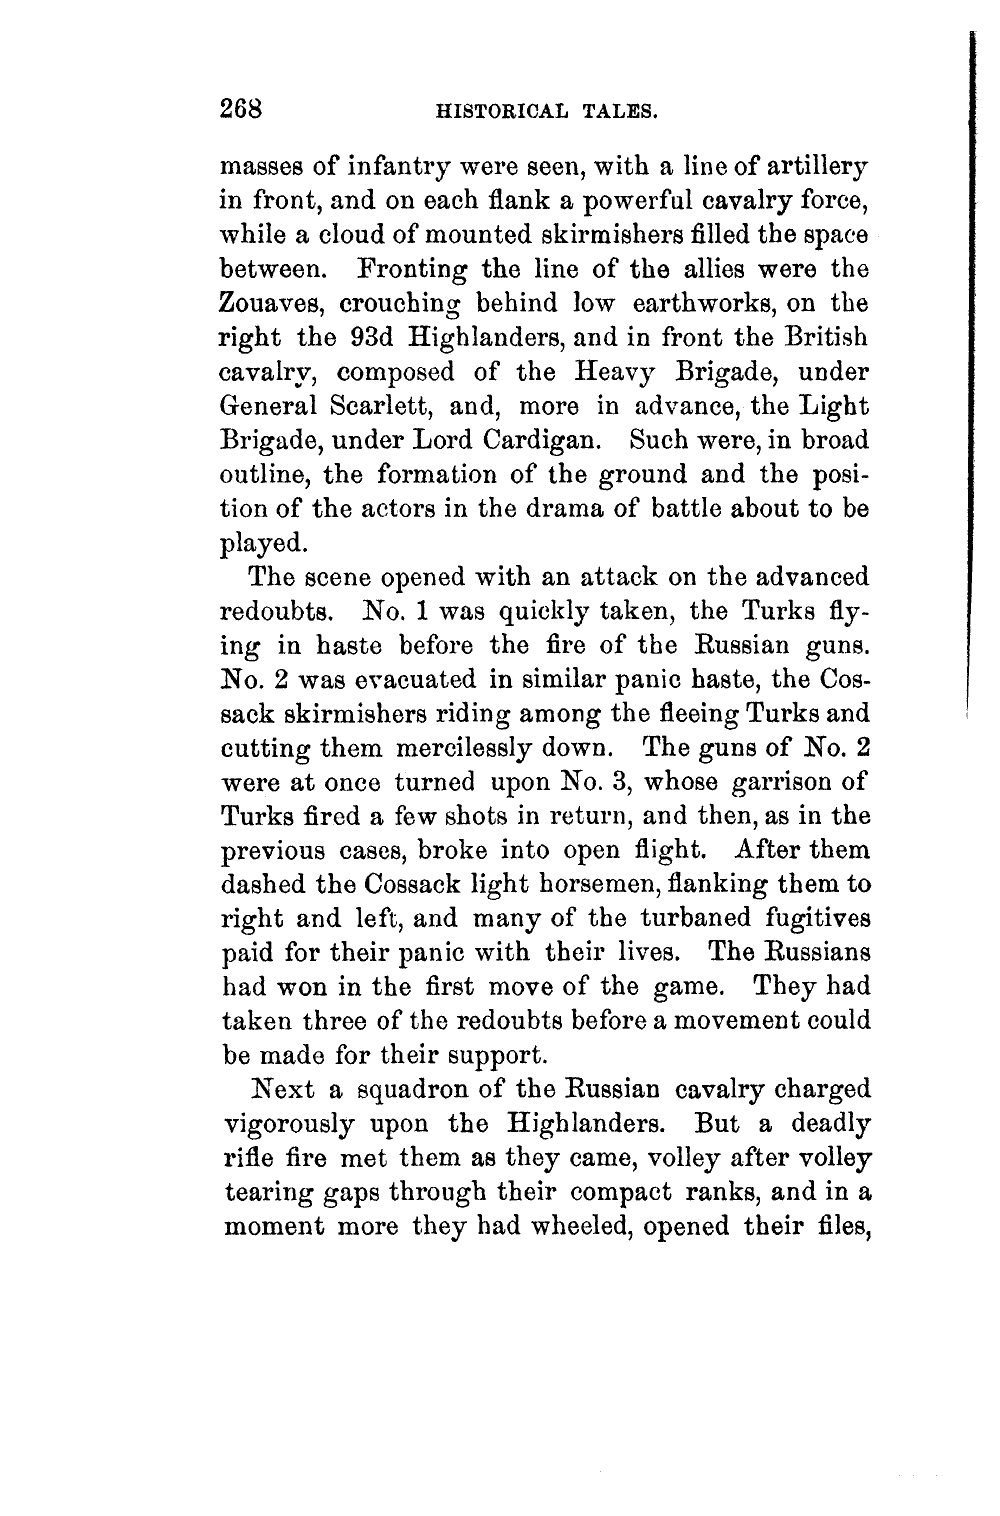 268 HISTORICAL TALES.
masses of infantry were seen, with a line of artillery
in front, and on each flank a powerful cavalry force,
while a cloud of mounted skirmishers filled the space
between. Fronting the line of the allies were the
Zouaves, crouching behind low earthworks, on the
right the 93d Highlanders, and in front the British
cavalry, composed of the Heavy Brigade, under
General Scarlett, and, more in advance, the Light
Brigade, under Lord Cardigan. Such were, in broad
outline, the formation of the ground and the posi-
tion of the actors in the drama of battle about to be
played.
The scene opened with an attack on the advanced
redoubts. No. 1 was quickly taken, the Turks fly-
ing in haste before the fire of the Russian guns.
No. 2 was evacuated in similar panic haste, the Cos-
sack skirmishers riding among the fleeing Turks and
cutting them mercilessly down. The guns of No. 2
were at once turned upon No. 3, whose garrison of
Turks fired a few shots in return, and then, as in the
previous cases, broke into open flight. After them
dashed the Cossack light horsemen, flanking them to
right and left, and many of the turbaned fugitives
paid for their panic with their lives. The Russians
had won in the first move of the game. They had
taken three of the redoubts before a movement could
be made for their support.
Next a squadron of the Russian cavalry charged
vigorously upon the Highlanders. But a deadly
rifle fire met them as they came, volley after volley
tearing gaps through their compact ranks, and in a
moment more they had wheeled, opened their files,